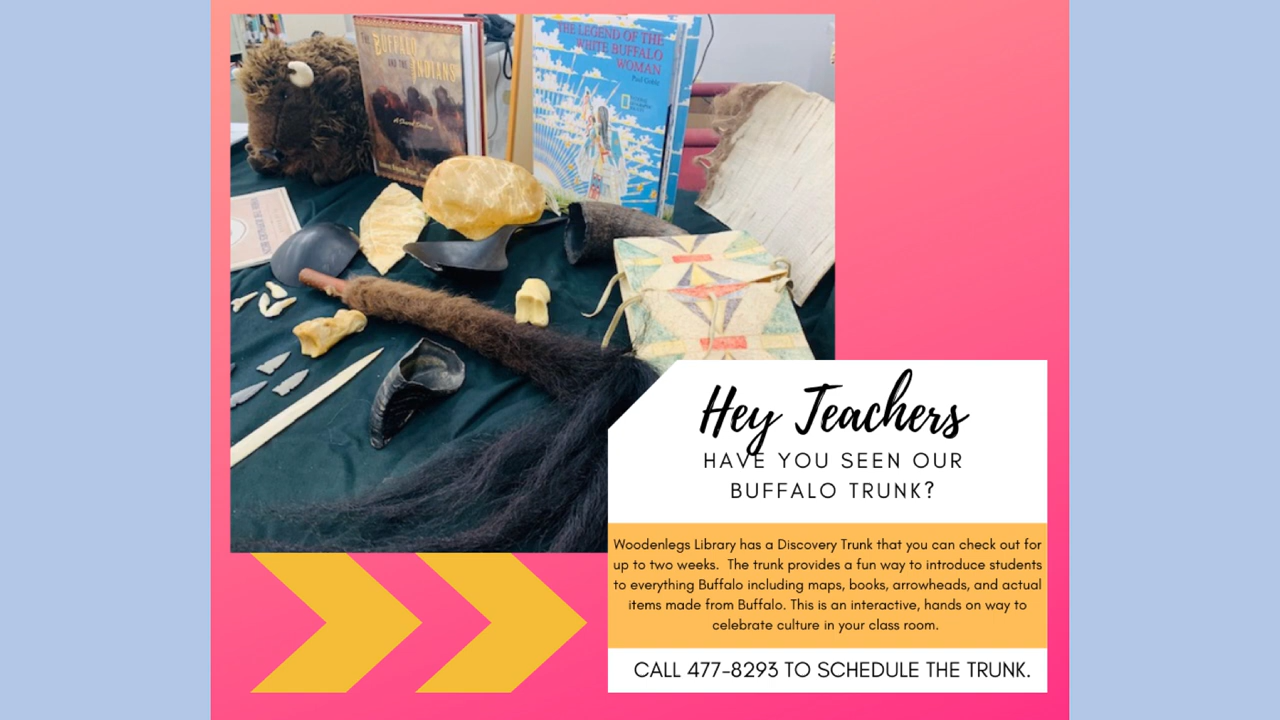 THE
BUFFALO
AND THE
INDIANS
A Shared Destiny
THE LEGEND OF THE
WHITE BUFFALO
WOMAN
Paul Goble
NATIONAL
GEOGRAPHIC
Hey Teachers
HAVE YOU SEEN OUR
BUFFALO TRUNK?
Woodenlegs Library has a Discovery Trunk that you can check out for
up to two weeks. The trunk provides a fun way to introduce students
to everything Buffalo including maps, books, arrowheads, and actual
items made from Buffalo. This is an interactive, hands on way to
celebrate culture in your class room.
CALL 477-8293 TO SCHEDULE THE TRUNK.